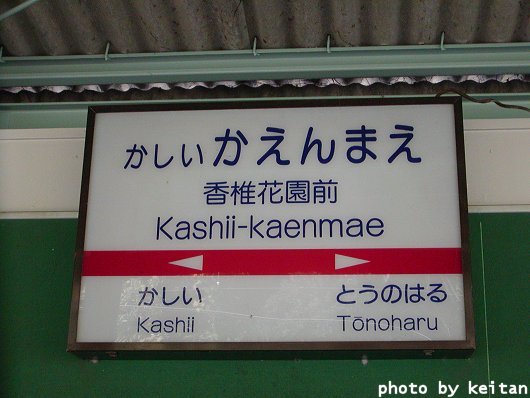 かしいかえんまえ
香椎花園前
Kashii-kaenmae
かしい とうのはる
Kashii Tōnoharu
photo by keitan